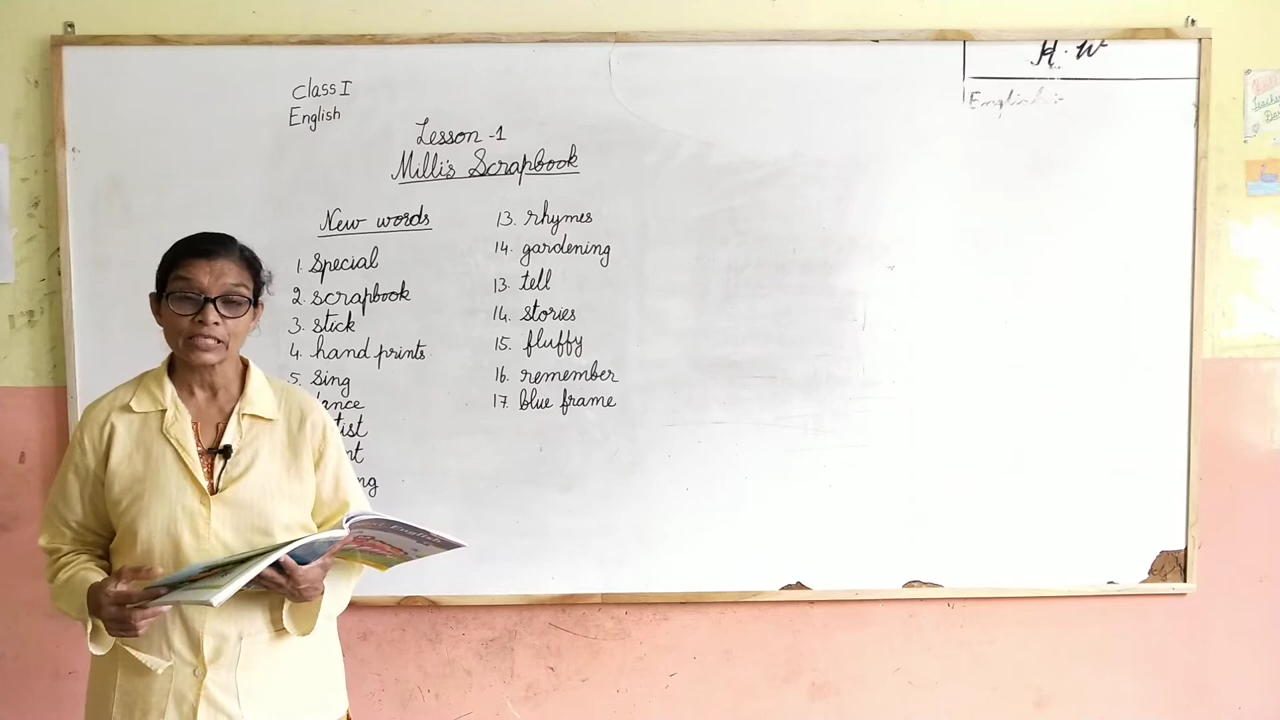 Class I
English
Lesson -1
Milli's Scrapbook
New words
1. Special
2. scrapbook
3. stick
4. hand prints
5. Sing
13. rhymes
14. gardening
13. tell
14. stories
15. fluffy
16. remember
17. blue frame
H.W
English:-
English